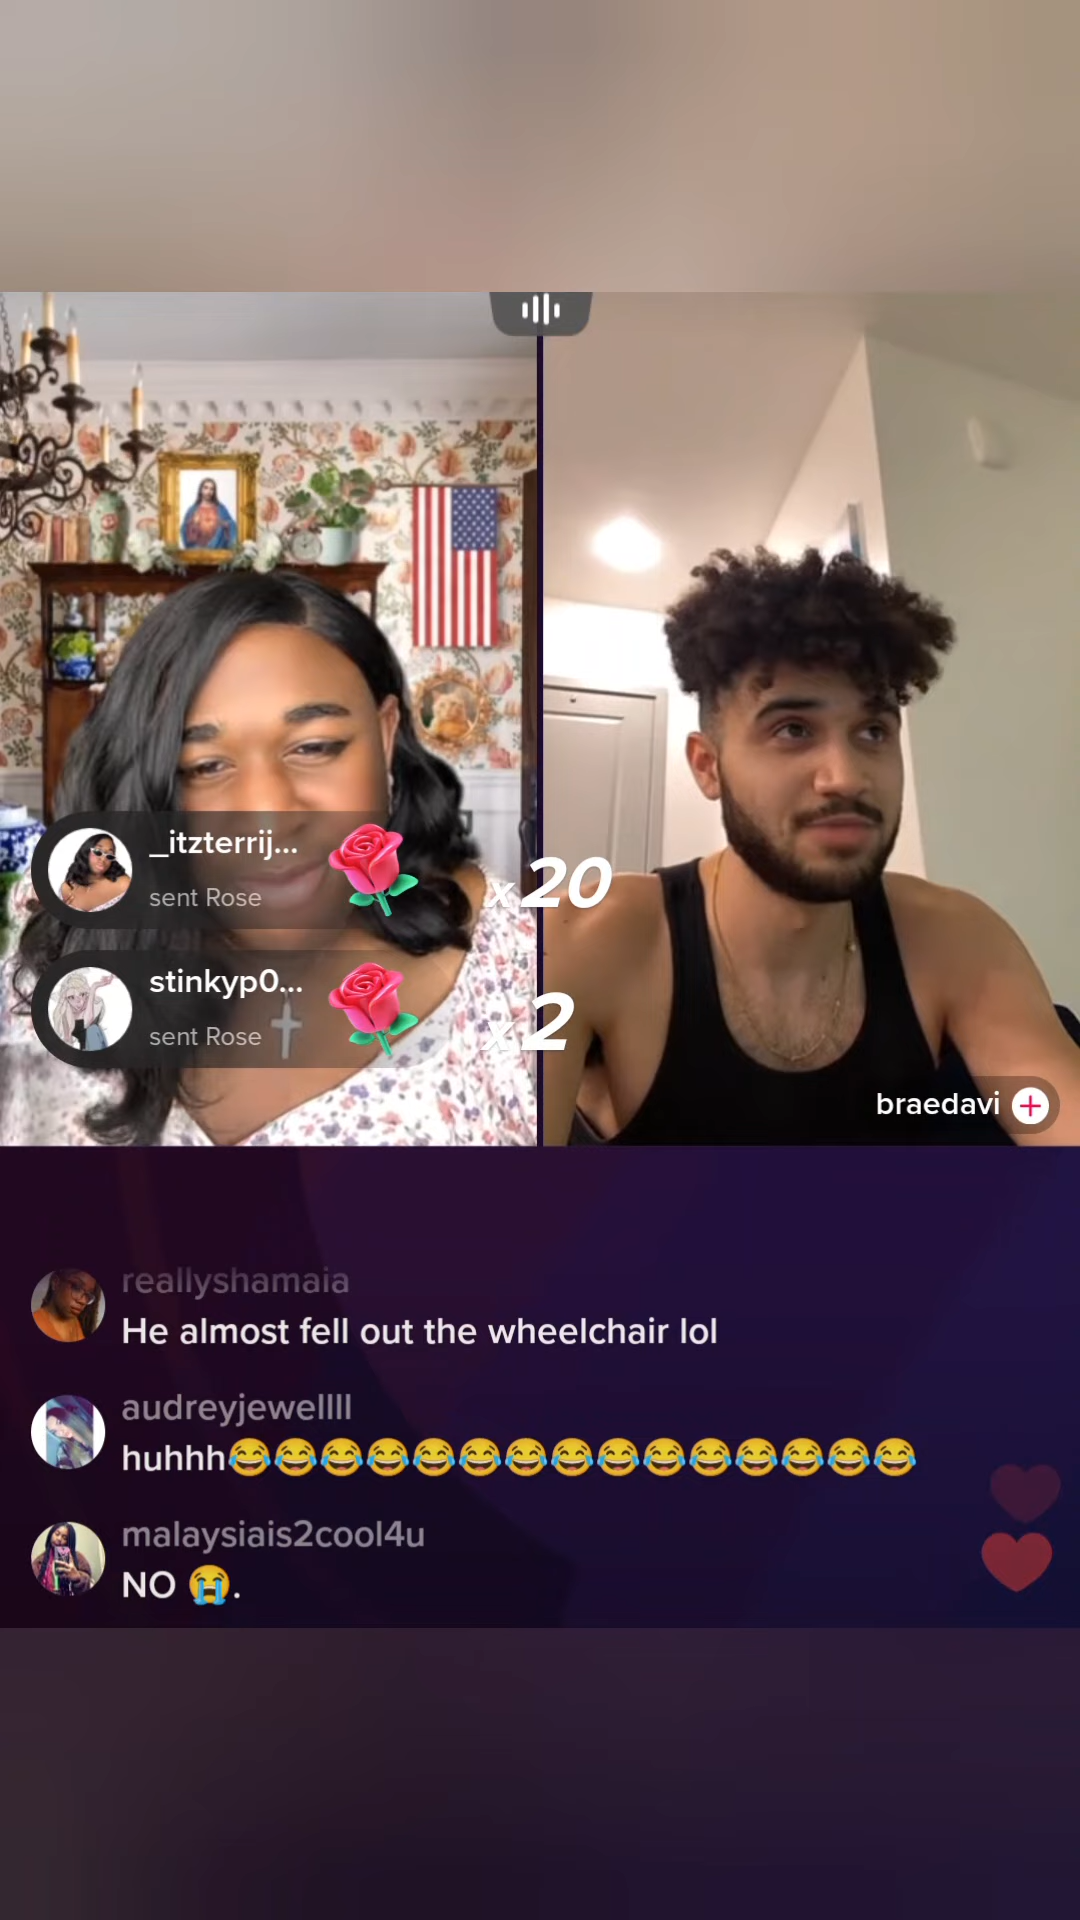 _itzterrij...
sent Rose
x20
stinkyp0...
sent Rose
x2
braedavi
reallyshamaia
He almost fell out the wheelchair lol
audreyjewellll
huhhh😂😂😂😂😂😂😂😂😂😂😂😂😂😂😂
malaysiais2cool4u
NO 😭.